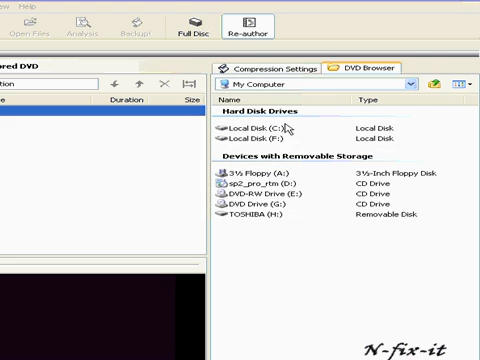 View Help
Open Files Analysis Backup! Full Disc Re-author
ored DVD
Compression Settings DVD Browser
tion
My Computer
e Duration Size
Name Type
Hard Disk Drives
Local Disk (C:) Local Disk
Local Disk (F:) Local Disk
Devices with Removable Storage
3½ Floppy (A:) 3½-Inch Floppy Disk
sp2_pro_rtm (D:) CD Drive
DVD-RW Drive (E:) CD Drive
DVD Drive (G:) CD Drive
TOSHIBA (H:) Removable Disk
N-fix-it